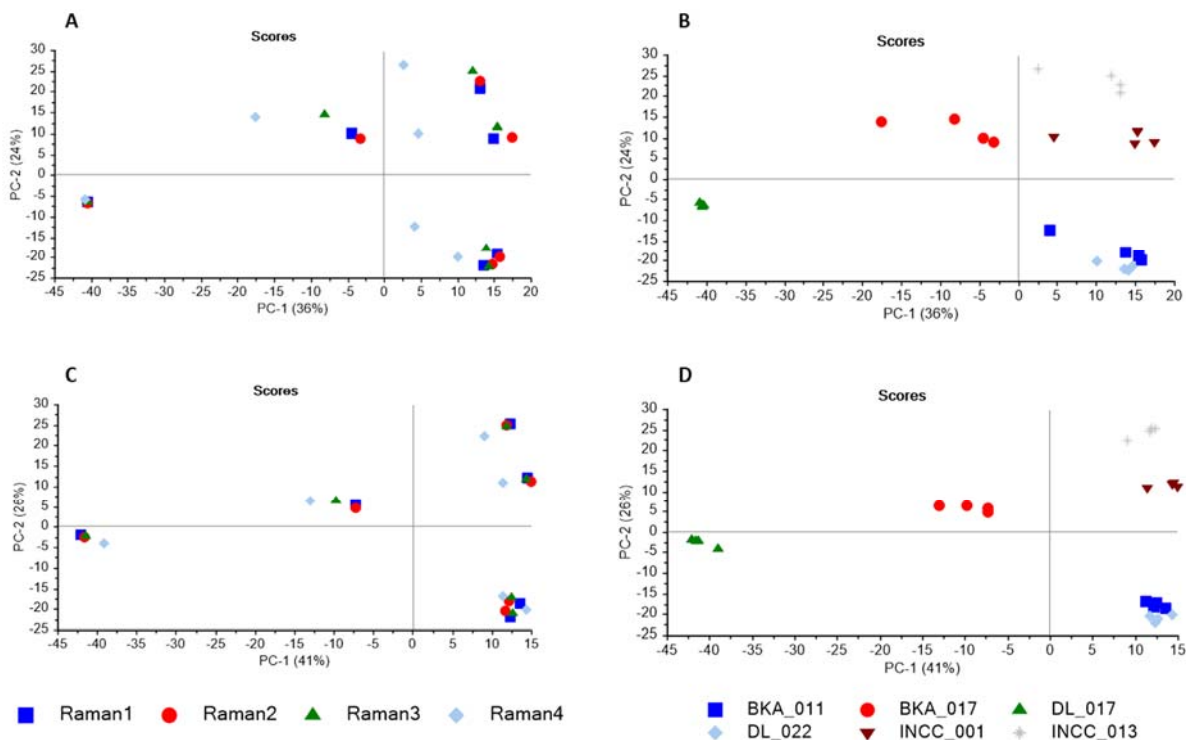 A
Scores
30
25
20
15
10
5
0
-5
-10
-15
-20
-25
PC-2 (24%)
-45 -40 -35 -30 -25 -20 -15 -10 -5 0 5 10 15 20
PC-1 (36%)
B
Scores
30
25
20
15
10
5
0
-5
-10
-15
-20
-25
PC-2 (24%)
-45 -40 -35 -30 -25 -20 -15 -10 -5 0 5 10 15 20
PC-1 (36%)
C
Scores
30
25
20
15
10
5
0
-5
-10
-15
-20
-25
PC-2 (26%)
-45 -40 -35 -30 -25 -20 -15 -10 -5 0 5 10 15
PC-1 (41%)
D
Scores
30
25
20
15
10
5
0
-5
-10
-15
-20
-25
PC-2 (26%)
-45 -40 -35 -30 -25 -20 -15 -10 -5 0 5 10 15
PC-1 (41%)
Raman1 Raman2 Raman3 Raman4
BKA_011 BKA_017 DL_017
DL_022 INCC_001 INCC_013